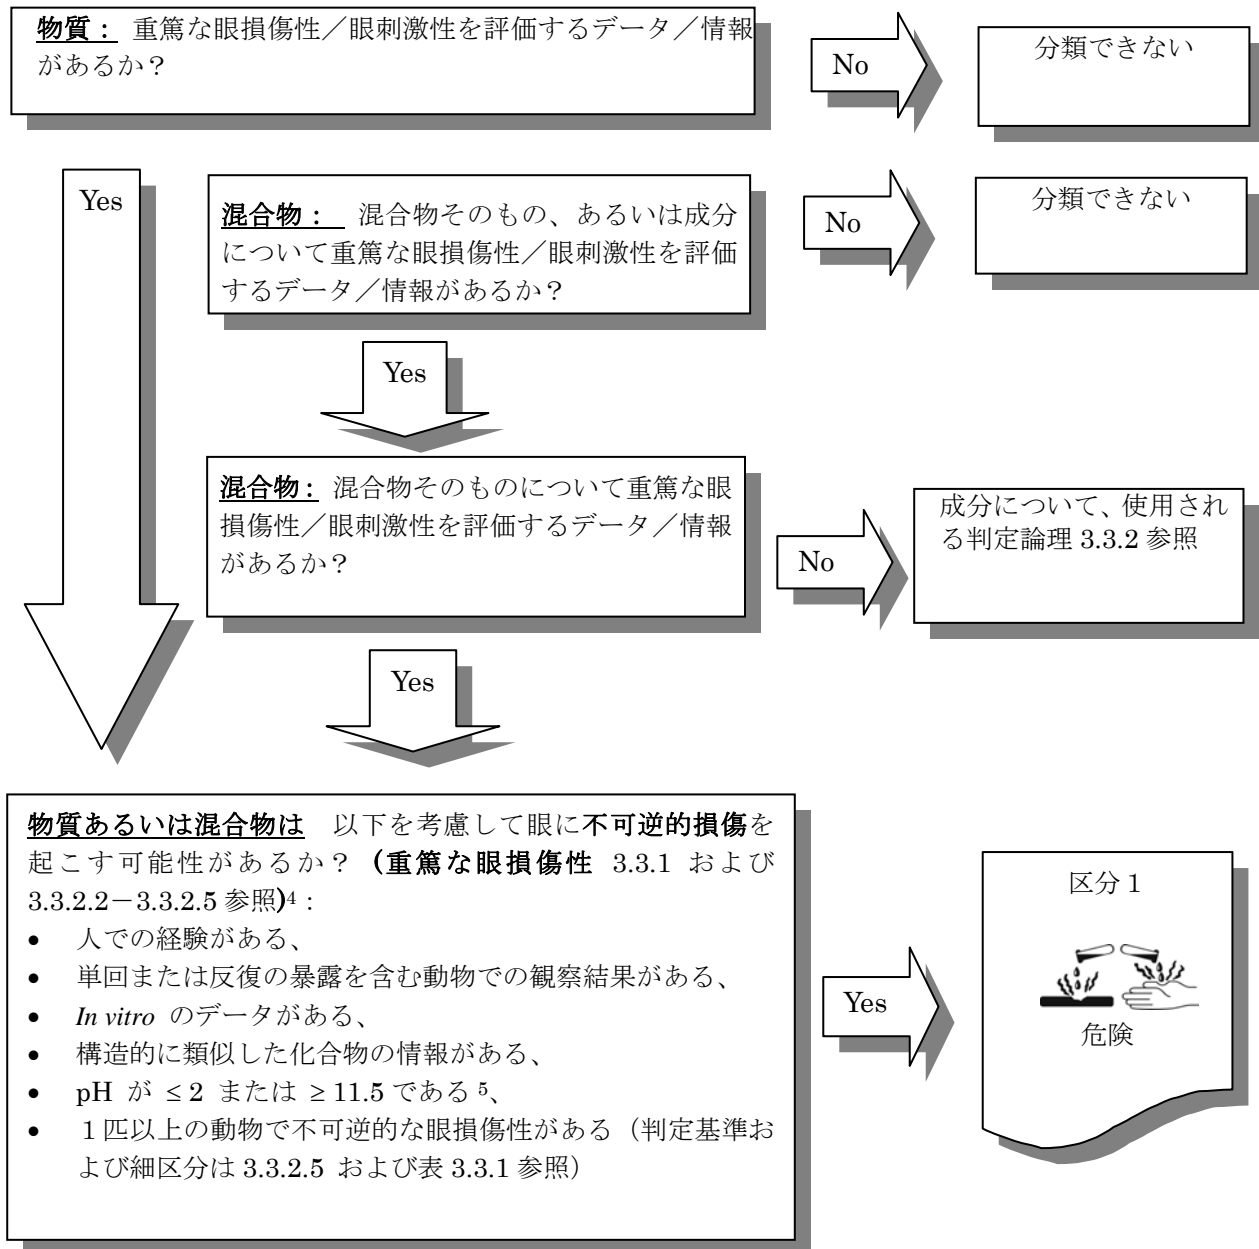 物質： 重篤な眼損傷性／眼刺激性を評価するデータ／情報
があるか？
No
分類できない
Yes
混合物： 混合物そのもの、あるいは成分
について重篤な眼損傷性／眼刺激性を評価
するデータ／情報があるか？
No
分類できない
Yes
混合物： 混合物そのものについて重篤な眼
損傷性／眼刺激性を評価するデータ／情報
があるか？
No
成分について、使用され
る判定論理 3.3.2 参照
Yes
物質あるいは混合物は 以下を考慮して眼に不可逆的損傷を
起こす可能性があるか？ (重篤な眼損傷性 3.3.1 および
3.3.2.2－3.3.2.5 参照)4：
• 人での経験がある、
• 単回または反復の暴露を含む動物での観察結果がある、
• In vitro のデータがある、
• 構造的に類似した化合物の情報がある、
• pH が ≤ 2 または ≥ 11.5 である 5、
• １匹以上の動物で不可逆的な眼損傷性がある（判定基準お
よび細区分は 3.3.2.5 および表 3.3.1 参照）
Yes
区分１
危険